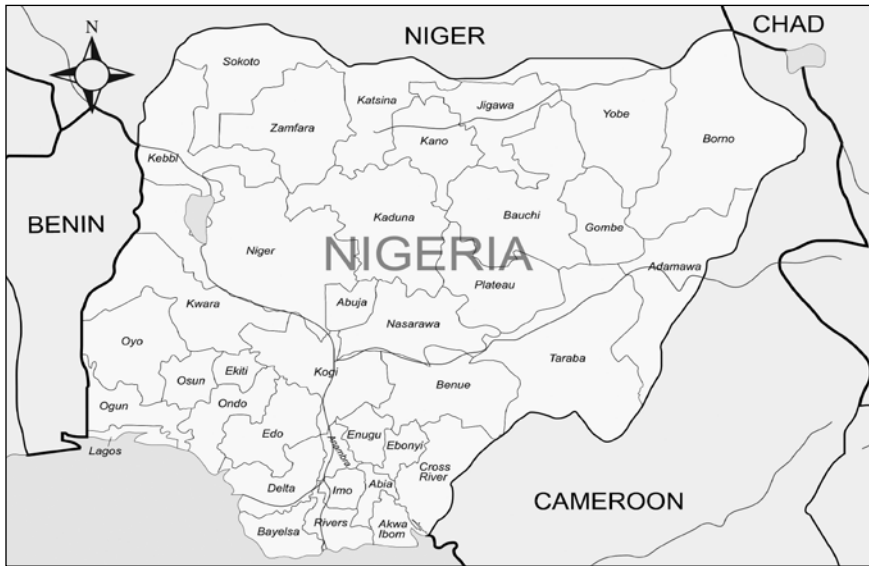 N
NIGER
CHAD
Sokoto
Katsina
Jigawa
Yobe
Zamfara
Kano
Borno
Kebbl
BENIN
Kaduna
Bauchi
Gombe
Niger
NIGERIA
Adamawa
Plateau
Abuja
Kwara
Nasarawa
Oyo
Taraba
Ekiti
Kogi
Osun
Benue
Ogun
Ondo
Edo
Anambra
Enugu
Ebonyi
Lagos
Cross
River
Delta
Imo
Abia
CAMEROON
Bayelsa
Rivers
Akwa
Ibom